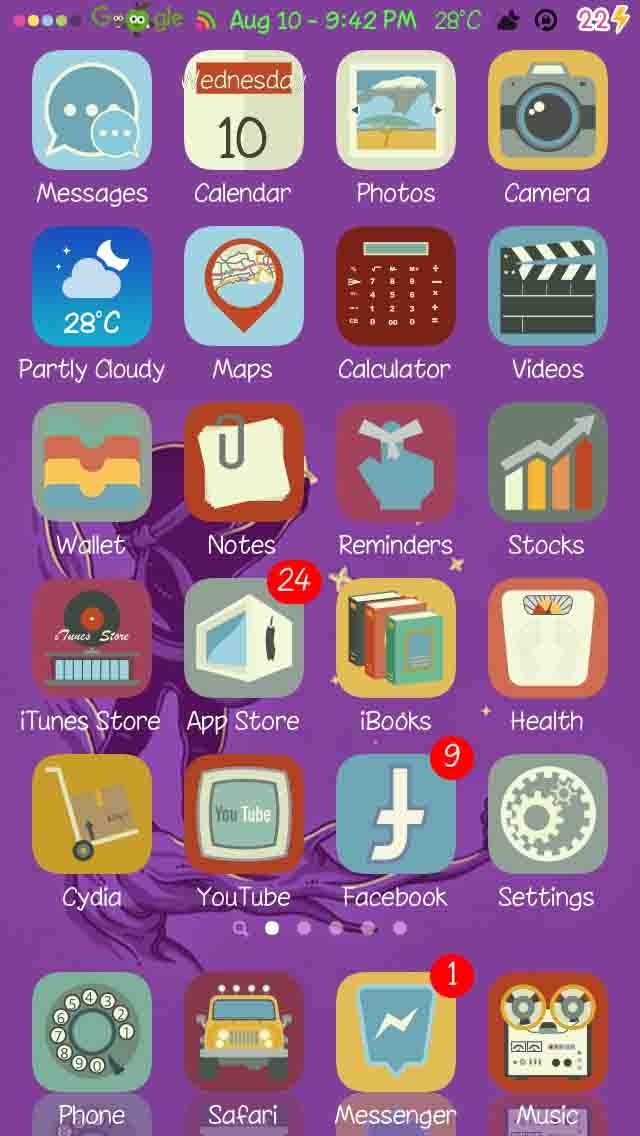 Google Aug 10 - 9:42 PM 28°C 22
Wednesday
10
Messages Calendar Photos Camera
28°C
Partly Cloudy Maps Calculator Videos
Wallet Notes Reminders Stocks
24
iTunes Store
iTunes Store App Store iBooks Health
9
You Tube
Cydia YouTube Facebook Settings
1
Phone Safari Messenger Music